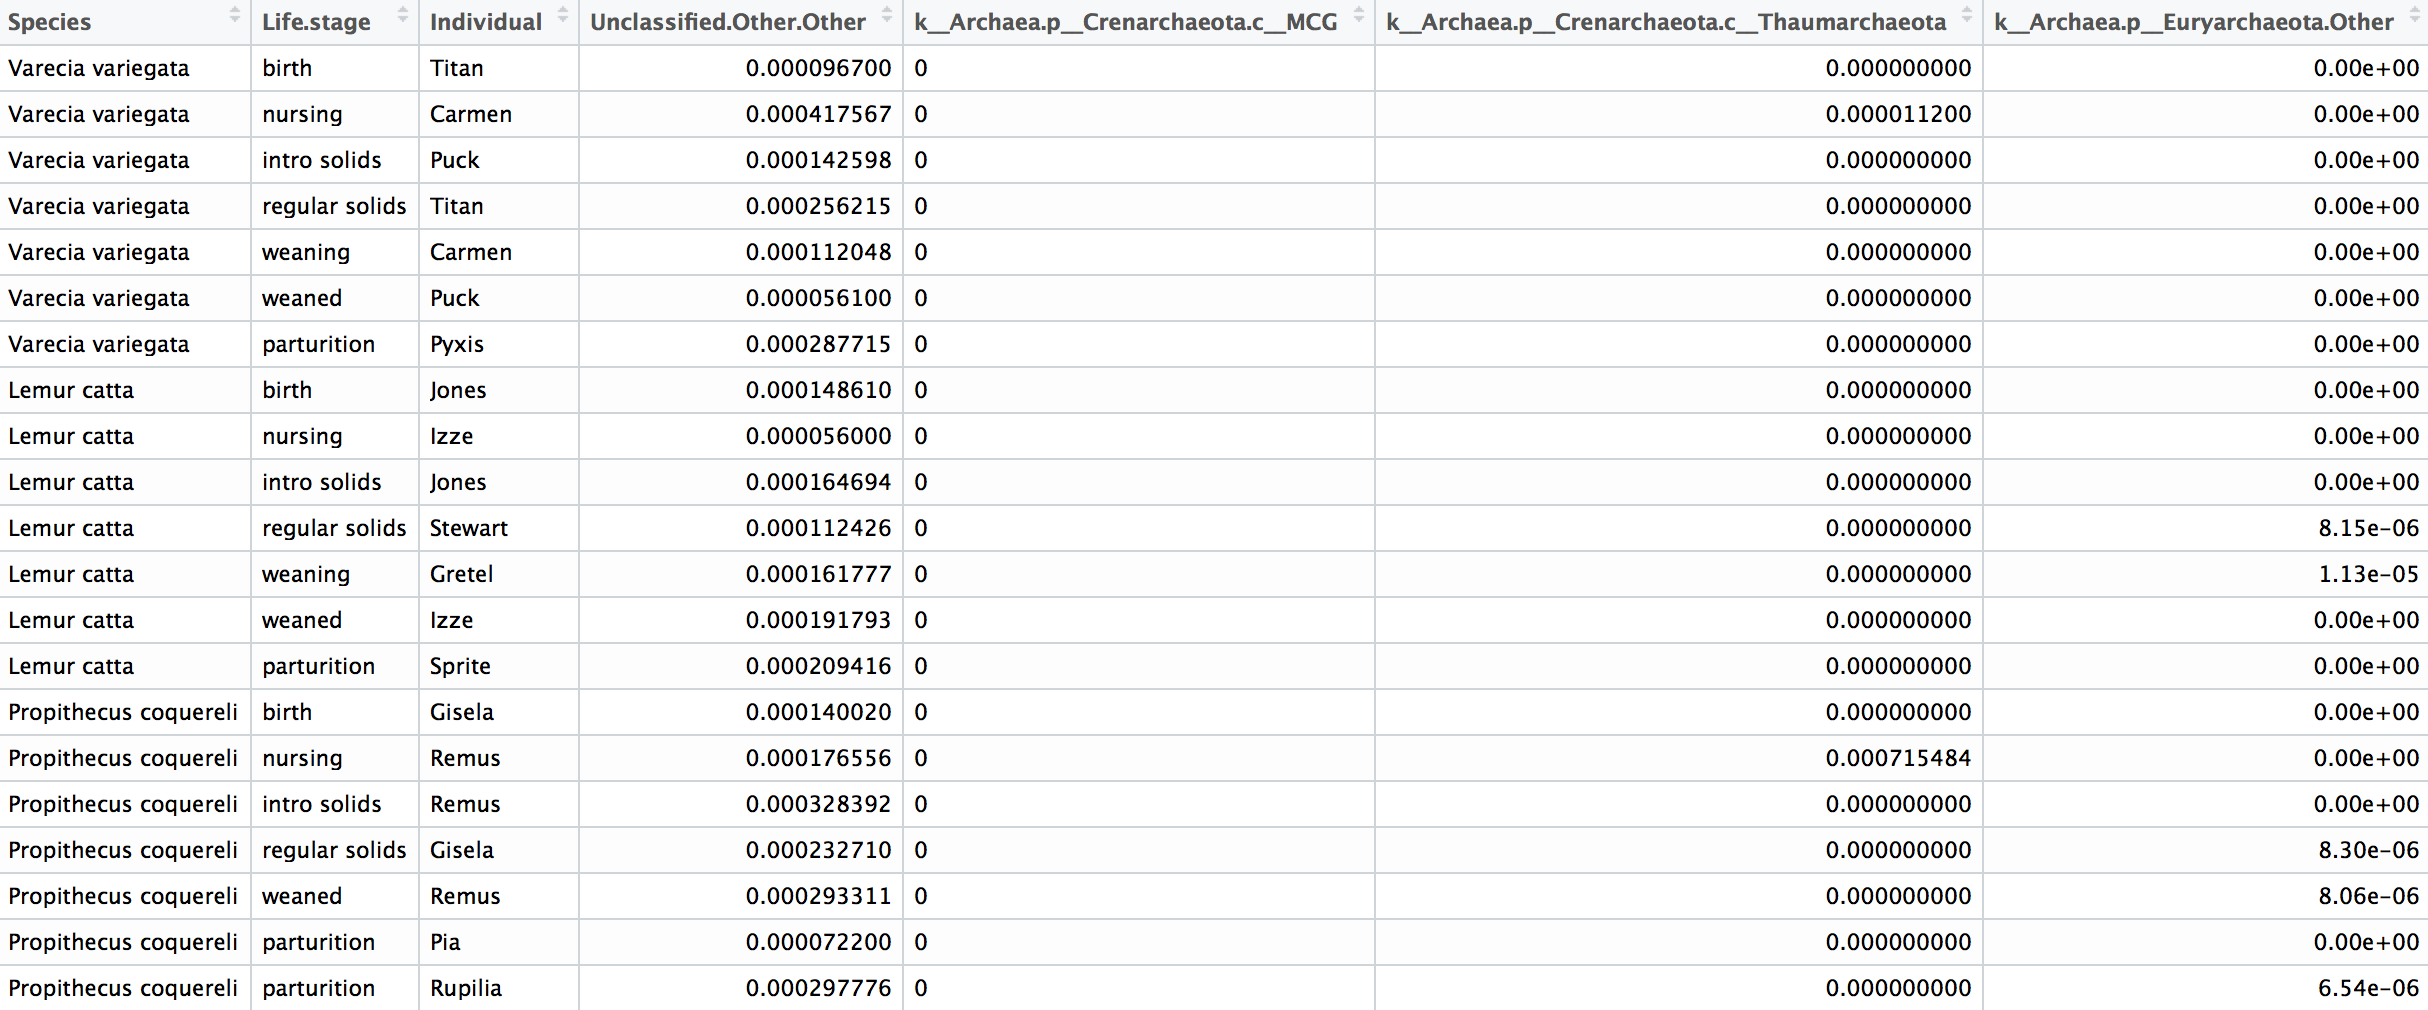 Species Life.stage Individual Unclassified.Other.Other k__Archaea.p__Crenarchaeota.c__MCG k__Archaea.p__Crenarchaeota.c__Thaumarchaeota k__Archaea.p__Euryarchaeota.Other
Varecia variegata birth Titan 0.000096700 0 0.000000000 0.00e+00
Varecia variegata nursing Carmen 0.000417567 0 0.000011200 0.00e+00
Varecia variegata intro solids Puck 0.000142598 0 0.000000000 0.00e+00
Varecia variegata regular solids Titan 0.000256215 0 0.000000000 0.00e+00
Varecia variegata weaning Carmen 0.000112048 0 0.000000000 0.00e+00
Varecia variegata weaned Puck 0.000056100 0 0.000000000 0.00e+00
Varecia variegata parturition Pyxis 0.000287715 0 0.000000000 0.00e+00
Lemur catta birth Jones 0.000148610 0 0.000000000 0.00e+00
Lemur catta nursing Izze 0.000056000 0 0.000000000 0.00e+00
Lemur catta intro solids Jones 0.000164694 0 0.000000000 0.00e+00
Lemur catta regular solids Stewart 0.000112426 0 0.000000000 8.15e-06
Lemur catta weaning Gretel 0.000161777 0 0.000000000 1.13e-05
Lemur catta weaned Izze 0.000191793 0 0.000000000 0.00e+00
Lemur catta parturition Sprite 0.000209416 0 0.000000000 0.00e+00
Propithecus coquereli birth Gisela 0.000140020 0 0.000000000 0.00e+00
Propithecus coquereli nursing Remus 0.000176556 0 0.000715484 0.00e+00
Propithecus coquereli intro solids Remus 0.000328392 0 0.000000000 0.00e+00
Propithecus coquereli regular solids Gisela 0.000232710 0 0.000000000 8.30e-06
Propithecus coquereli weaned Remus 0.000293311 0 0.000000000 8.06e-06
Propithecus coquereli parturition Pia 0.000072200 0 0.000000000 0.00e+00
Propithecus coquereli parturition Rupilia 0.000297776 0 0.000000000 6.54e-06